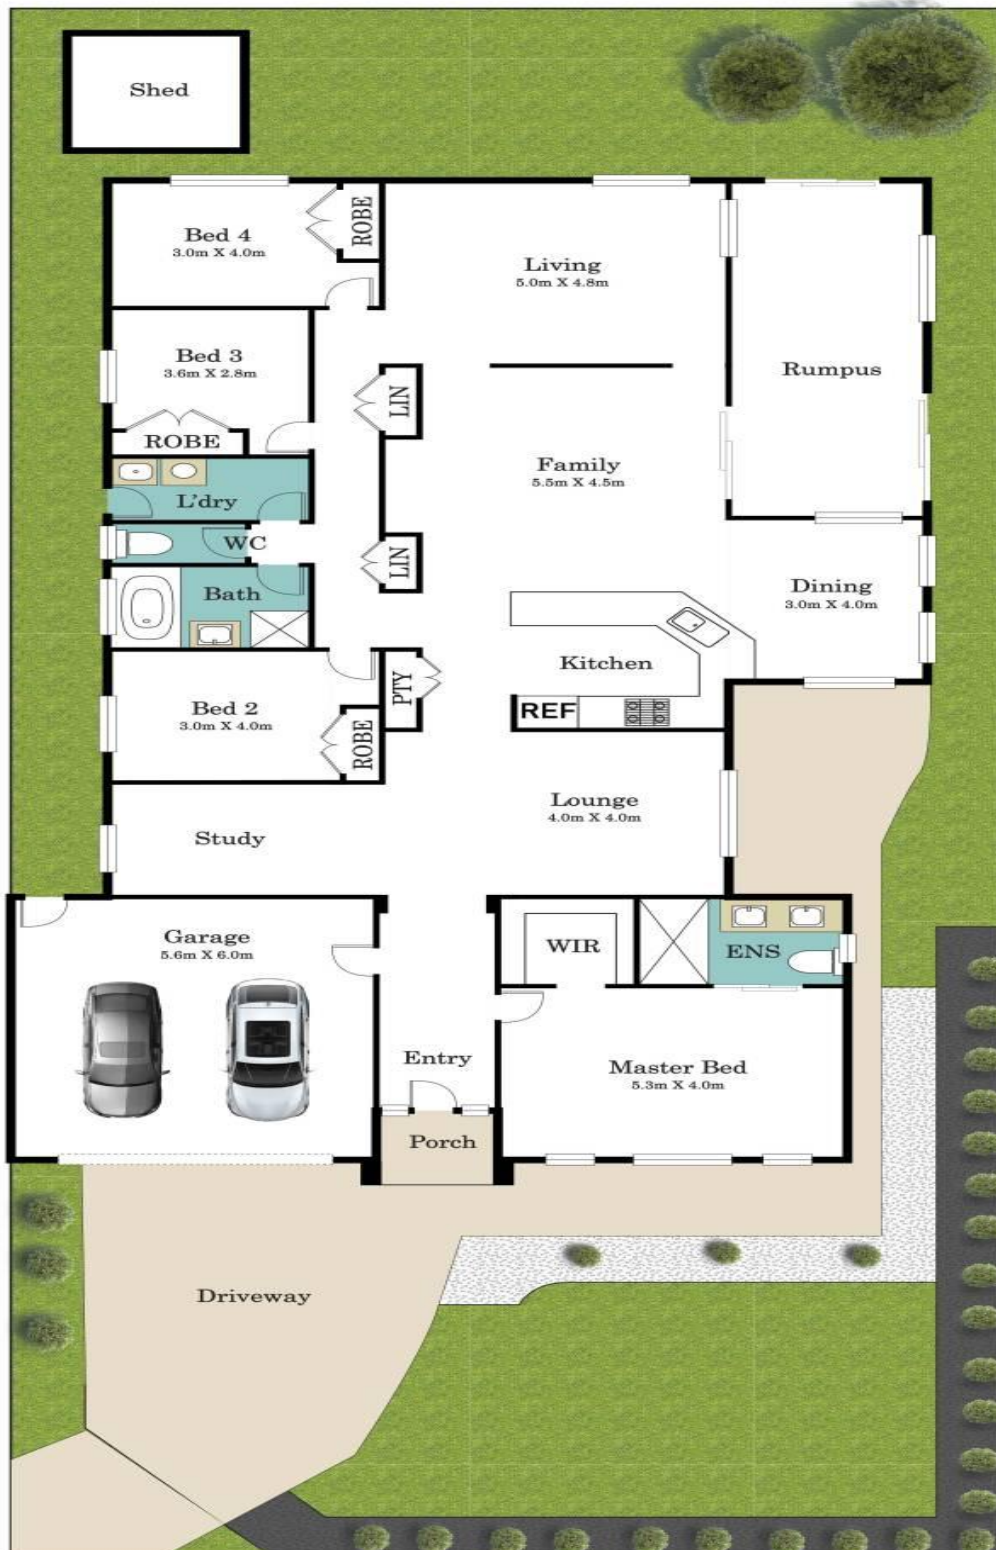 Shed
Bed 4
3.0m X 4.0m
ROBE
Living
5.0m X 4.8m
Bed 3
3.6m X 2.8m
ROBE
LIN
Rumpus
Family
5.5m X 4.5m
L'dry
WC
LIN
Bath
Dining
3.0m X 4.0m
Kitchen
PTY
REF
Bed 2
3.0m X 4.0m
ROBE
Lounge
4.0m X 4.0m
Study
Garage
5.6m X 6.0m
WIR
ENS
Entry
Master Bed
5.3m X 4.0m
Porch
Driveway